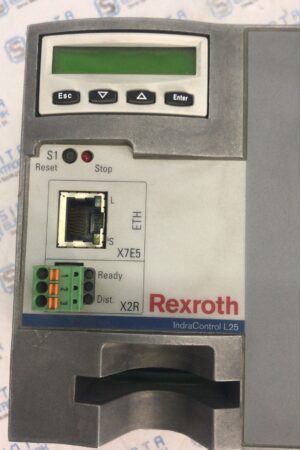 Esc
Enter
S1
Reset
Stop
L
ETH
S
X7E5
Ready
Dist.
X2R
Rexroth
IndraControl L25